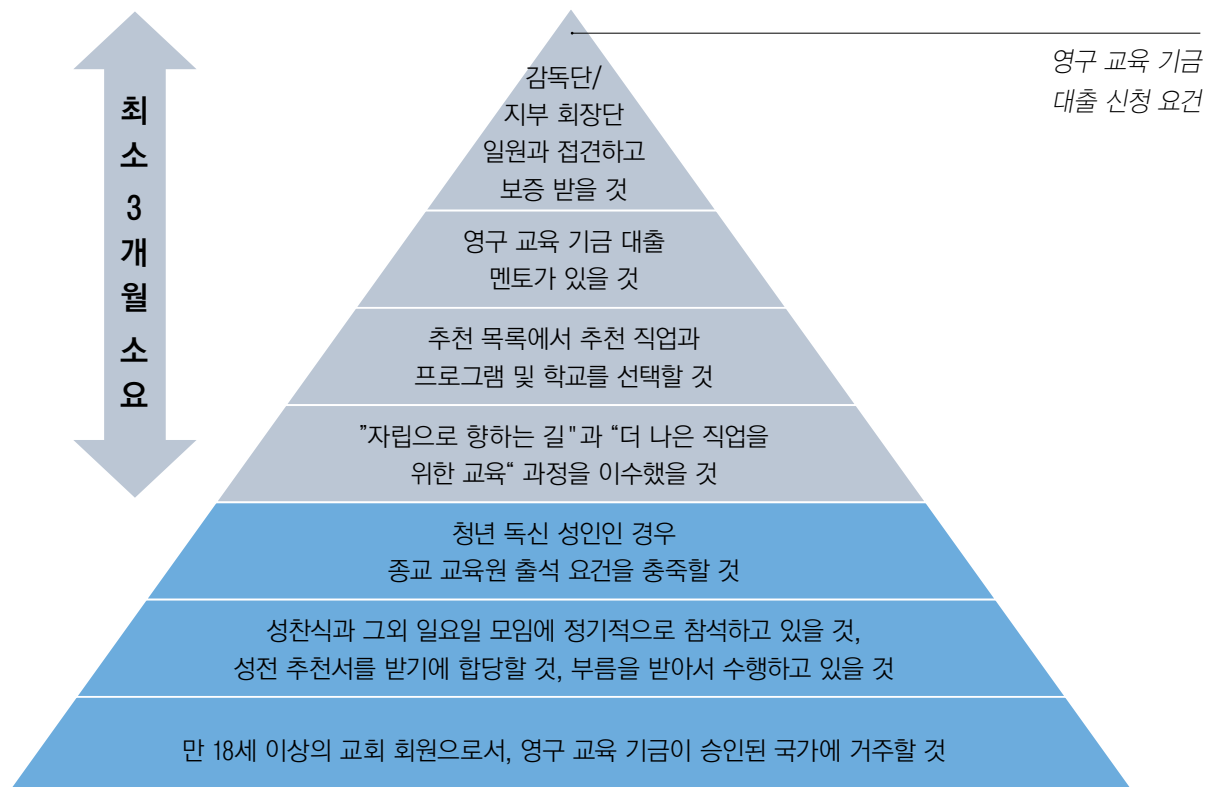 최소 3개월 소요
영구 교육 기금
대출 신청 요건
감독단/
지부 회장단
일원과 접견하고
보증 받을 것
영구 교육 기금 대출
멘토가 있을 것
추천 목록에서 추천 직업과
프로그램 및 학교를 선택할 것
”자립으로 향하는 길"과 “더 나은 직업을
위한 교육“ 과정을 이수했을 것
청년 독신 성인인 경우
종교 교육원 출석 요건을 충족할 것
성찬식과 그외 일요일 모임에 정기적으로 참석하고 있을 것,
성전 추천서를 받기에 합당할 것, 부름을 받아서 수행하고 있을 것
만 18세 이상의 교회 회원으로서, 영구 교육 기금이 승인된 국가에 거주할 것